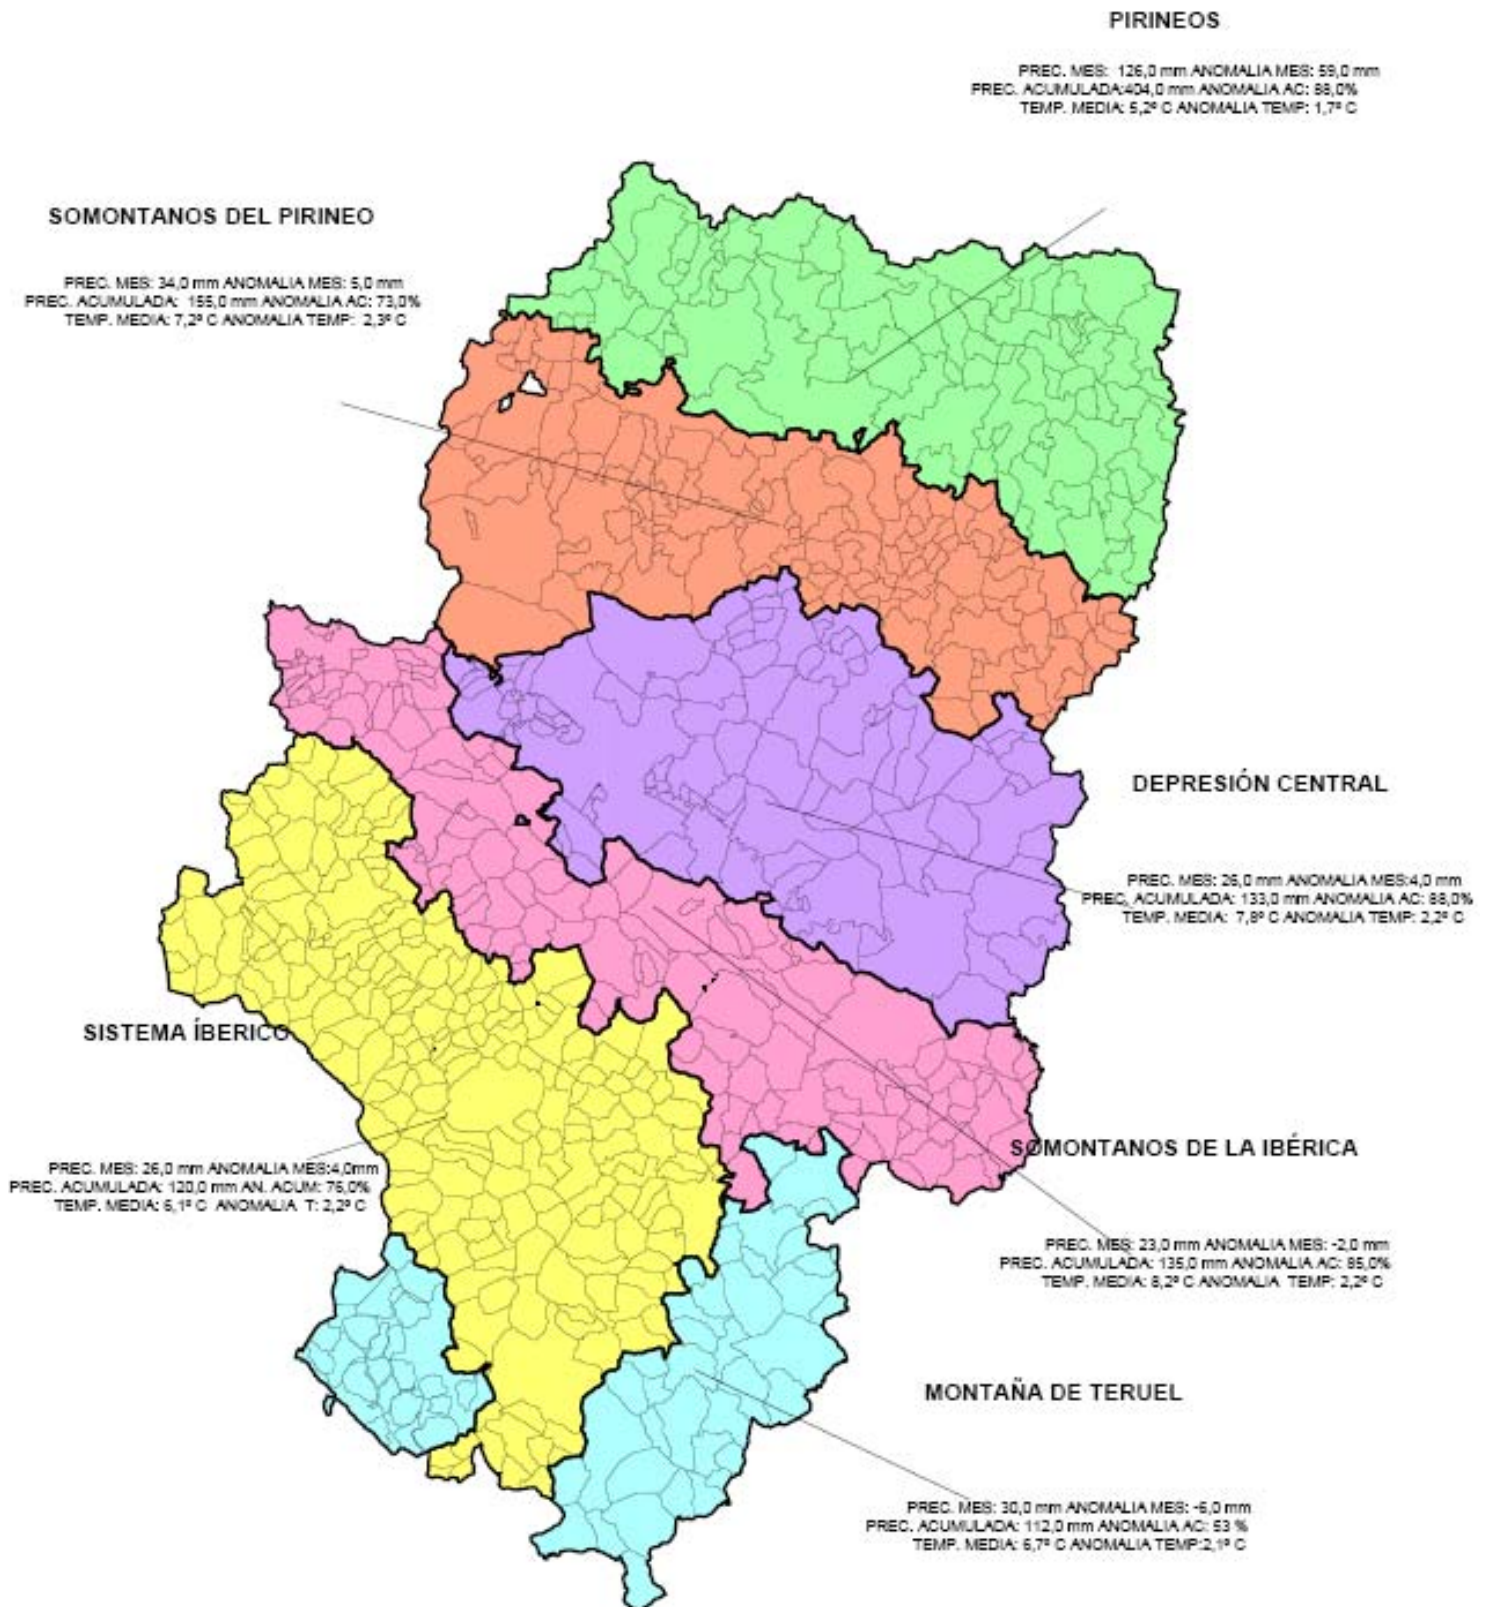 PIRINEOS
PREC. MES: 126,0 mm ANOMALIA MES: 59,0 mm
PREC. ACUMULADA:404,0 mm ANOMALIA AC: 88,0%
TEMP. MEDIA: 5,2º C ANOMALIA TEMP: 1,7º C
SOMONTANOS DEL PIRINEO
PREC. MES: 34,0 mm ANOMALIA MES: 5,0 mm
PREC. ACUMULADA: 155,0 mm ANOMALIA AC: 73,0%
TEMP. MEDIA: 7,2º C ANOMALIA TEMP: 2,3º C
DEPRESIÓN CENTRAL
PREC. MES: 26,0 mm ANOMALIA MES:4,0 mm
PREC. ACUMULADA: 133,0 mm ANOMALIA AC: 88,0%
TEMP. MEDIA: 7,8º C ANOMALIA TEMP: 2,2º C
SISTEMA ÍBERICO
PREC. MES: 26,0 mm ANOMALIA MES:4,0mm
PREC. ACUMULADA: 120,0 mm AN. ACUM: 76,0%
TEMP. MEDIA: 6,1º C ANOMALIA T: 2,2º C
SOMONTANOS DE LA IBÉRICA
PREC. MES: 23,0 mm ANOMALIA MES: -2,0 mm
PREC. ACUMULADA: 135,0 mm ANOMALIA AC: 85,0%
TEMP. MEDIA: 8,2º C ANOMALIA TEMP: 2,2º C
MONTAÑA DE TERUEL
PREC. MES: 30,0 mm ANOMALIA MES: -6,0 mm
PREC. ACUMULADA: 112,0 mm ANOMALIA AC: 53 %
TEMP. MEDIA: 6,7º C ANOMALIA TEMP:2,1º C